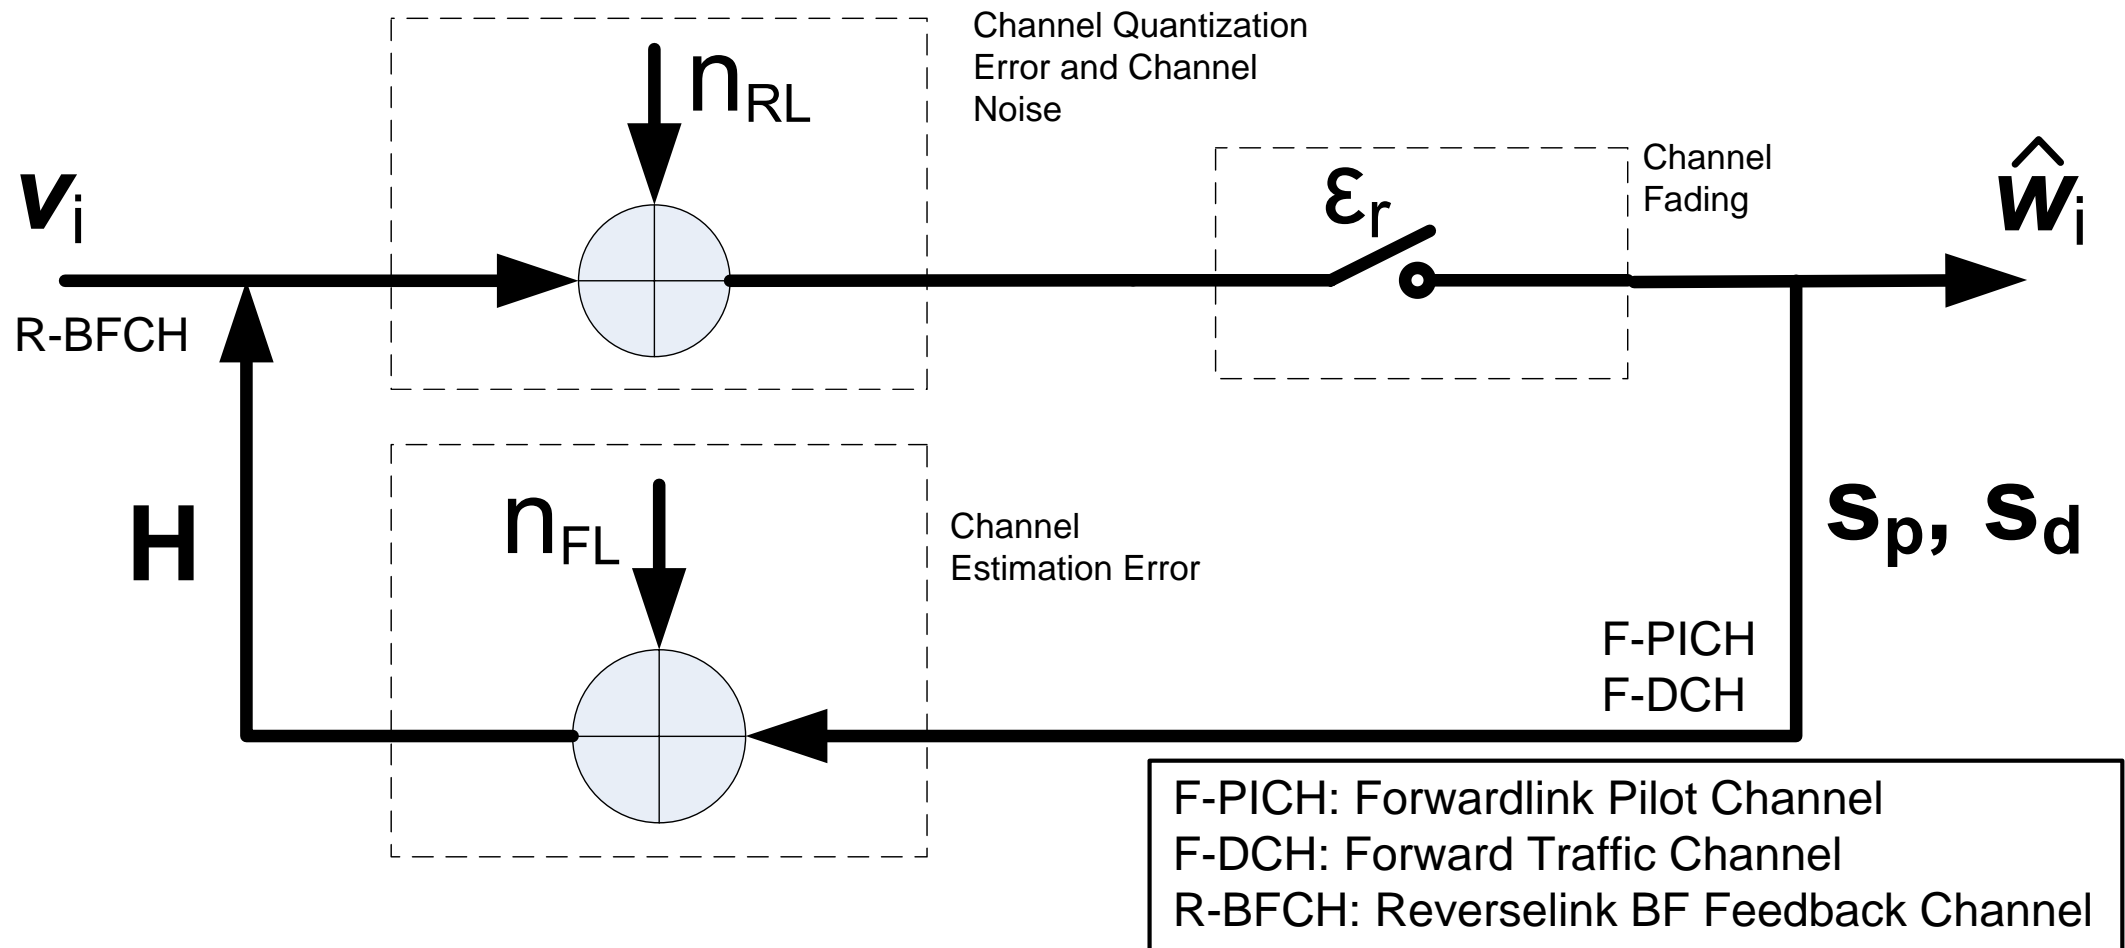 Channel Quantization
Error and Channel
Noise
n_RL
Channel
Fading
ε_r
v_i
ŵ_i
R-BFCH
H
n_FL
Channel
Estimation Error
s_p, s_d
F-PICH
F-DCH
F-PICH: Forwardlink Pilot Channel
F-DCH: Forward Traffic Channel
R-BFCH: Reverselink BF Feedback Channel